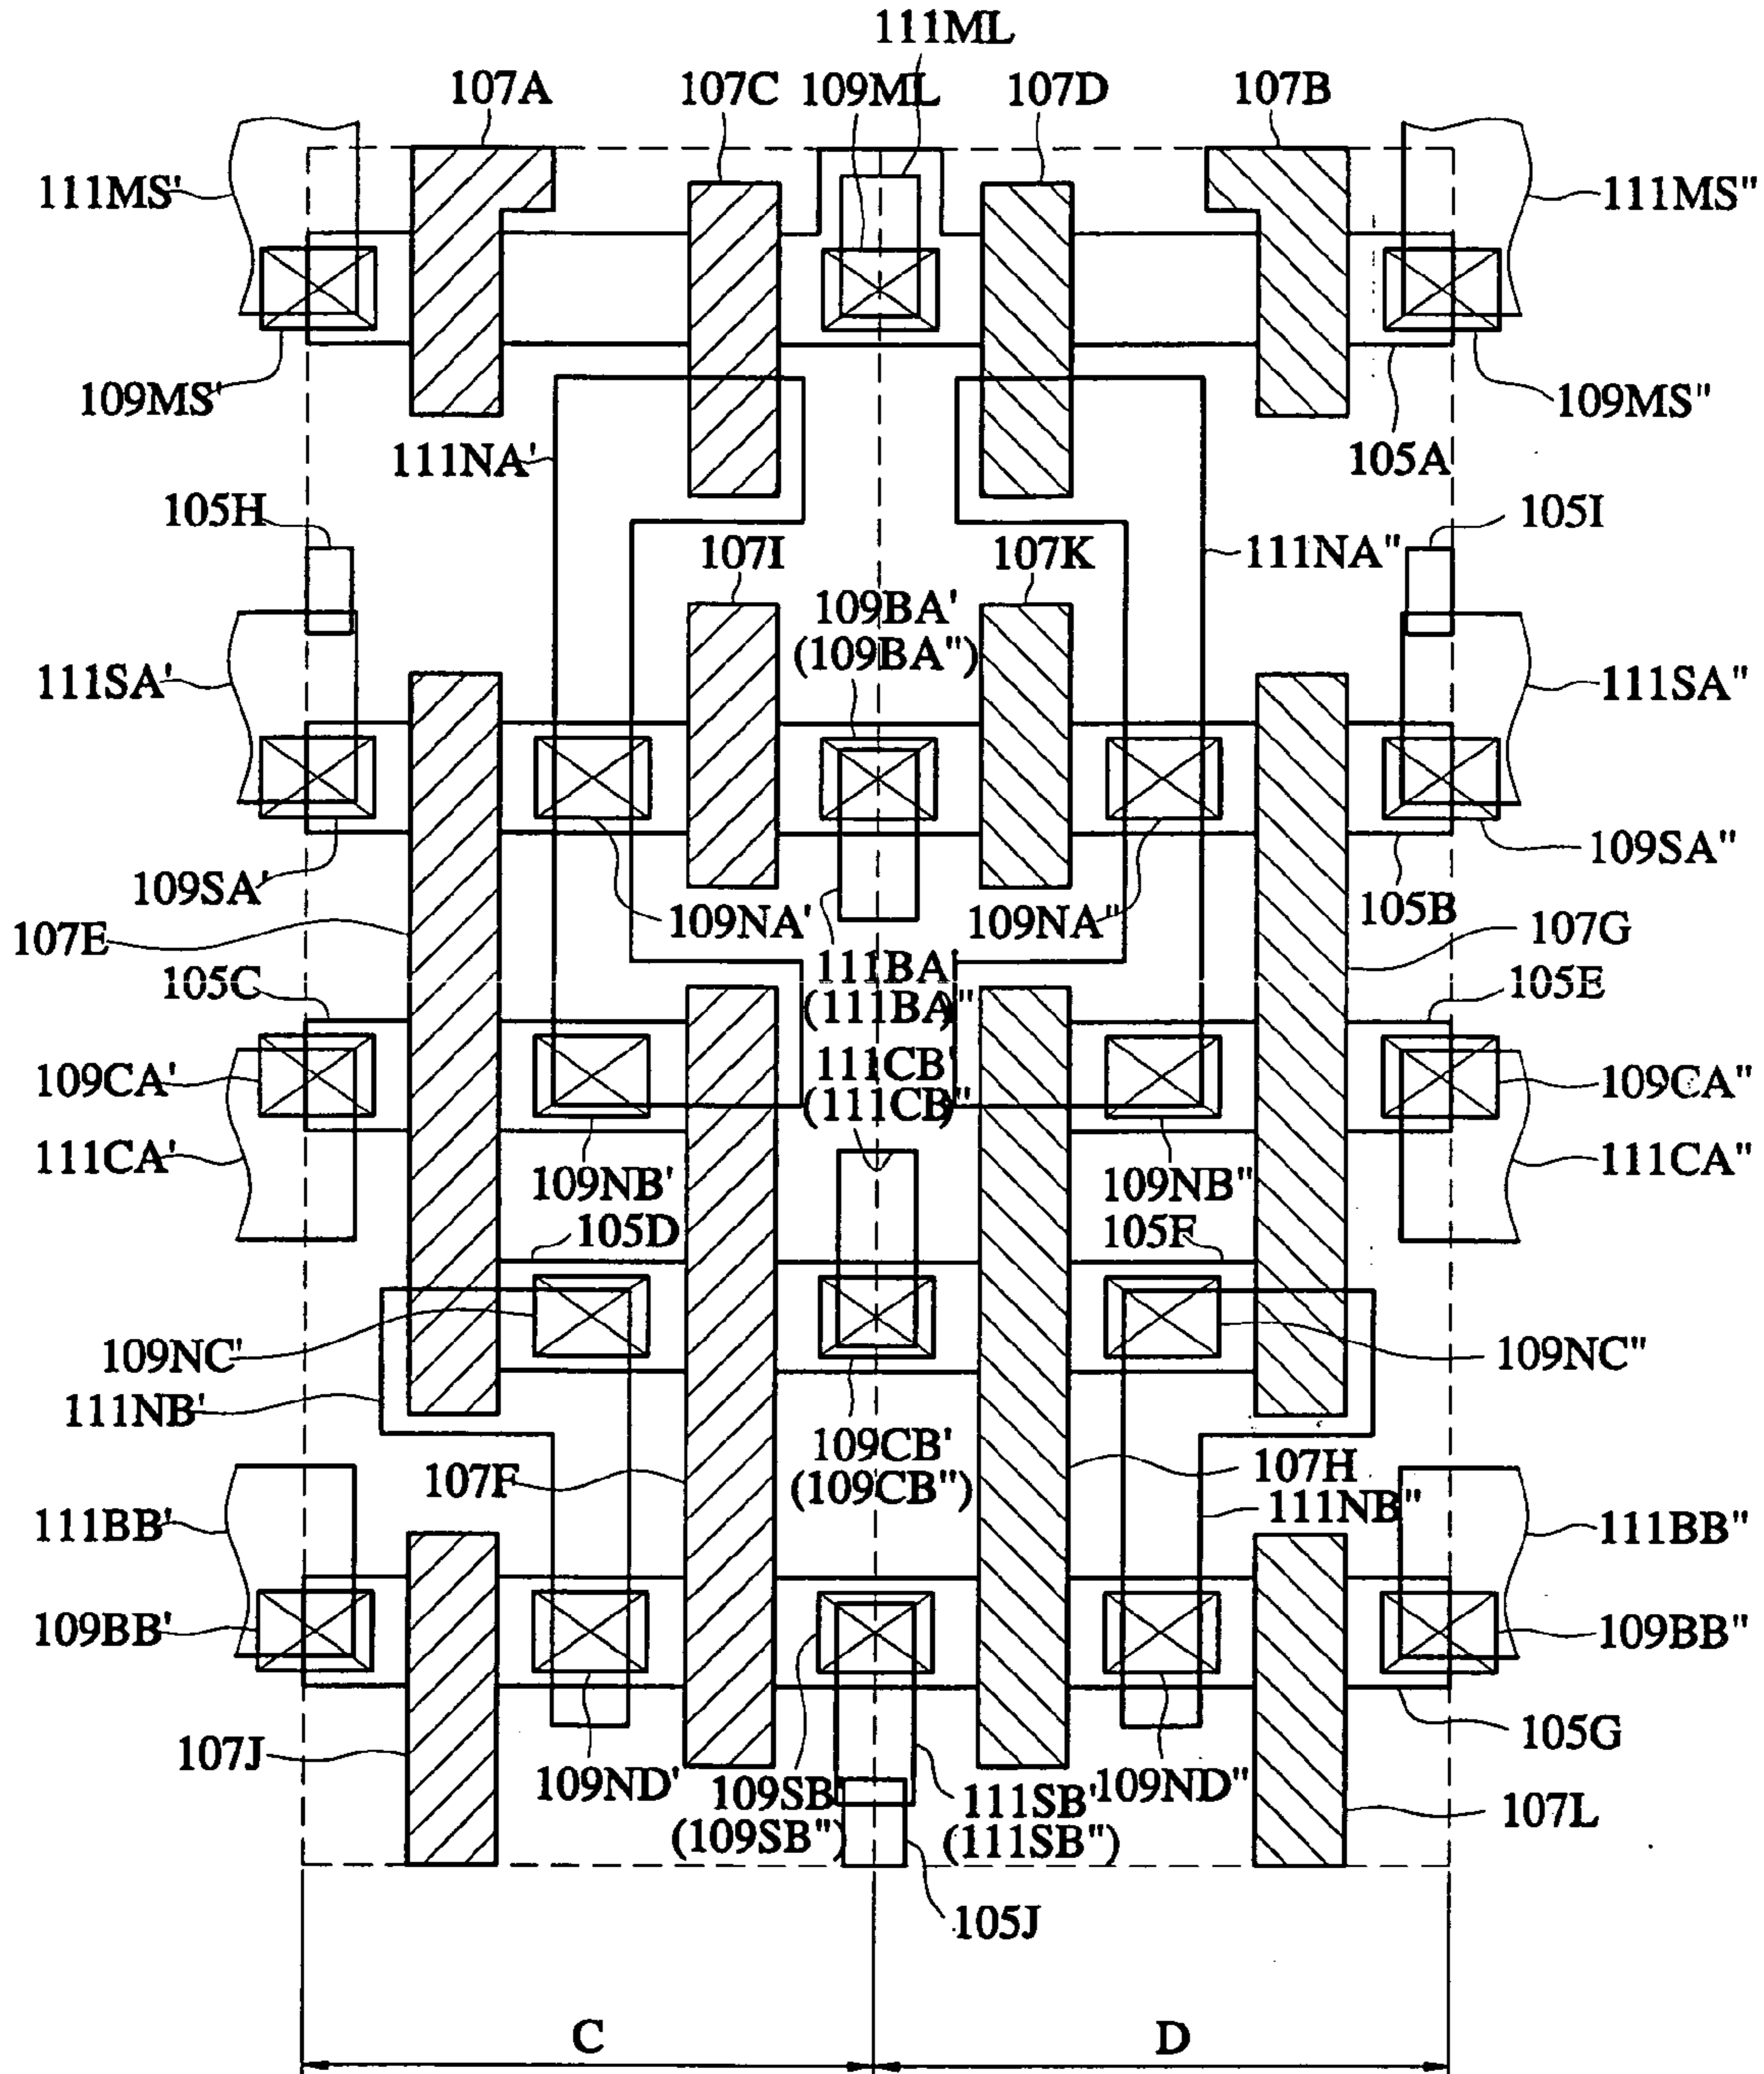 111ML
107A 107C 109ML 107D 107B
111MS' 111MS"
109MS' 109MS"
111NA' 105A
105H 105I
107I 107K 111NA"
109BA'
(109BA")
111SA' 111SA"
109SA' 109SA"
109NA' 109NA" 105B
107E 107G
111BA
105C 105E
(111BA"
111CB'
109CA' 109CA"
(111CB"
111CA' 111CA"
109NB' 109NB"
105D 105F
109NC' 109NC"
111NB'
109CB'
107F 107H
(109CB")
111NB"
111BB' 111BB"
109BB' 109BB"
105G
107J
109ND' 109SB 111SB' 109ND"
107L
(109SB") (111SB")
105J
C D